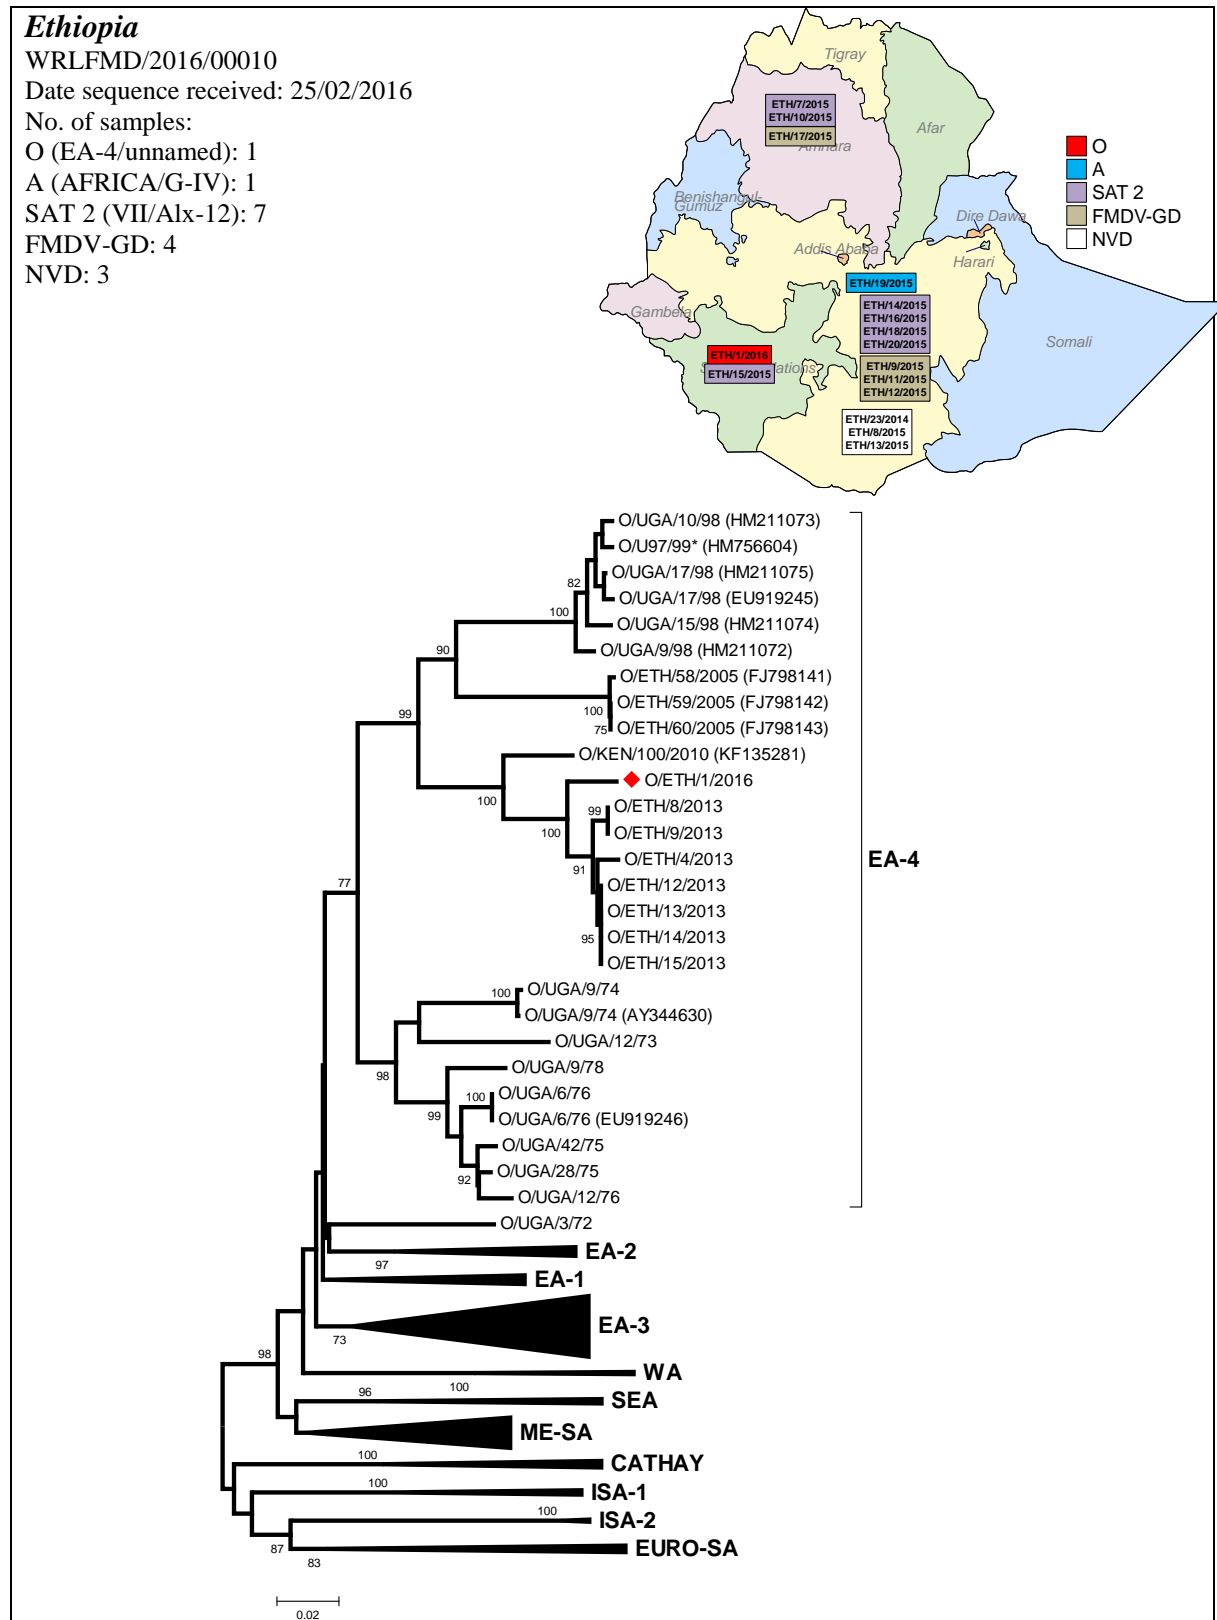 Ethiopia
WRLFMD/2016/00010
Date sequence received: 25/02/2016
No. of samples:
O (EA-4/unnamed): 1
A (AFRICA/G-IV): 1
SAT 2 (VII/Alx-12): 7
FMDV-GD: 4
NVD: 3
Tigray
ETH/7/2015
ETH/10/2015
ETH/17/2015
Amhara
Afar
O
A
SAT 2
FMDV-GD
NVD
Benishangul-
Gumuz
Dire Dawa
Addis Ababa
Harari
ETH/19/2015
Gambela
ETH/14/2015
ETH/16/2015
ETH/18/2015
ETH/20/2015
Somali
ETH/1/2016
ETH/15/2015
ETH/9/2015
ETH/11/2015
ETH/12/2015
ETH/23/2014
ETH/8/2015
ETH/13/2015
O/UGA/10/98 (HM211073)
O/U97/99* (HM756604)
O/UGA/17/98 (HM211075)
82
O/UGA/17/98 (EU919245)
100
O/UGA/15/98 (HM211074)
90
O/UGA/9/98 (HM211072)
O/ETH/58/2005 (FJ798141)
O/ETH/59/2005 (FJ798142)
100
99
75
O/ETH/60/2005 (FJ798143)
O/KEN/100/2010 (KF135281)
O/ETH/1/2016
100
99
O/ETH/8/2013
100
O/ETH/9/2013
O/ETH/4/2013
EA-4
91
77
O/ETH/12/2013
O/ETH/13/2013
95
O/ETH/14/2013
O/ETH/15/2013
100
O/UGA/9/74
O/UGA/9/74 (AY344630)
O/UGA/12/73
98
O/UGA/9/78
100
O/UGA/6/76
99
O/UGA/6/76 (EU919246)
O/UGA/42/75
O/UGA/28/75
92
O/UGA/12/76
O/UGA/3/72
EA-2
97
EA-1
EA-3
73
98
WA
96
100
SEA
ME-SA
100
CATHAY
100
ISA-1
100
ISA-2
87
EURO-SA
83
0.02